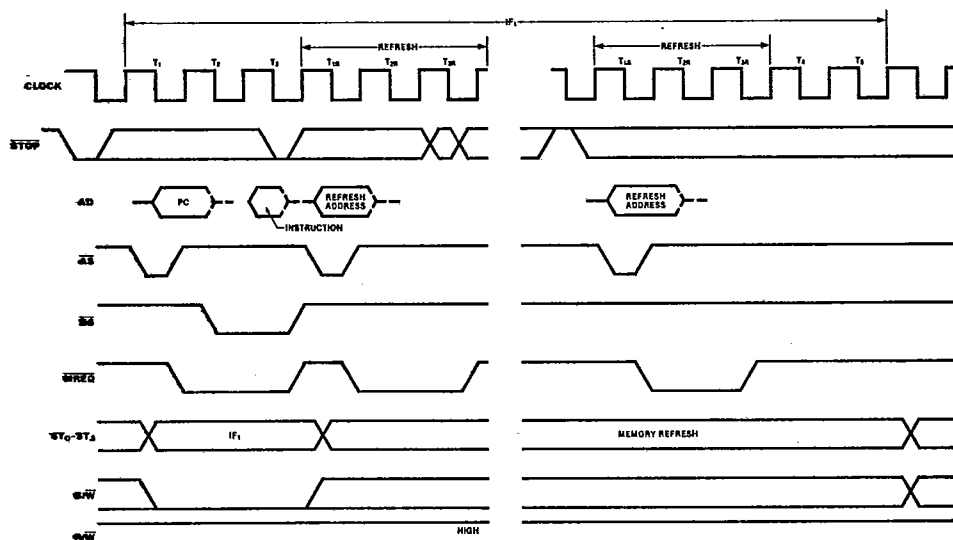 IF₁
REFRESH REFRESH
T₁ T₂ T₃ T₁R T₂R T₃R T₁R T₂R T₃R T₄ T₅
CLOCK
STOP
AD PC REFRESH ADDRESS REFRESH ADDRESS
INSTRUCTION
AS
DS
MREQ
ST₀-ST₃ IF₁ MEMORY REFRESH
B/W
R/W HIGH